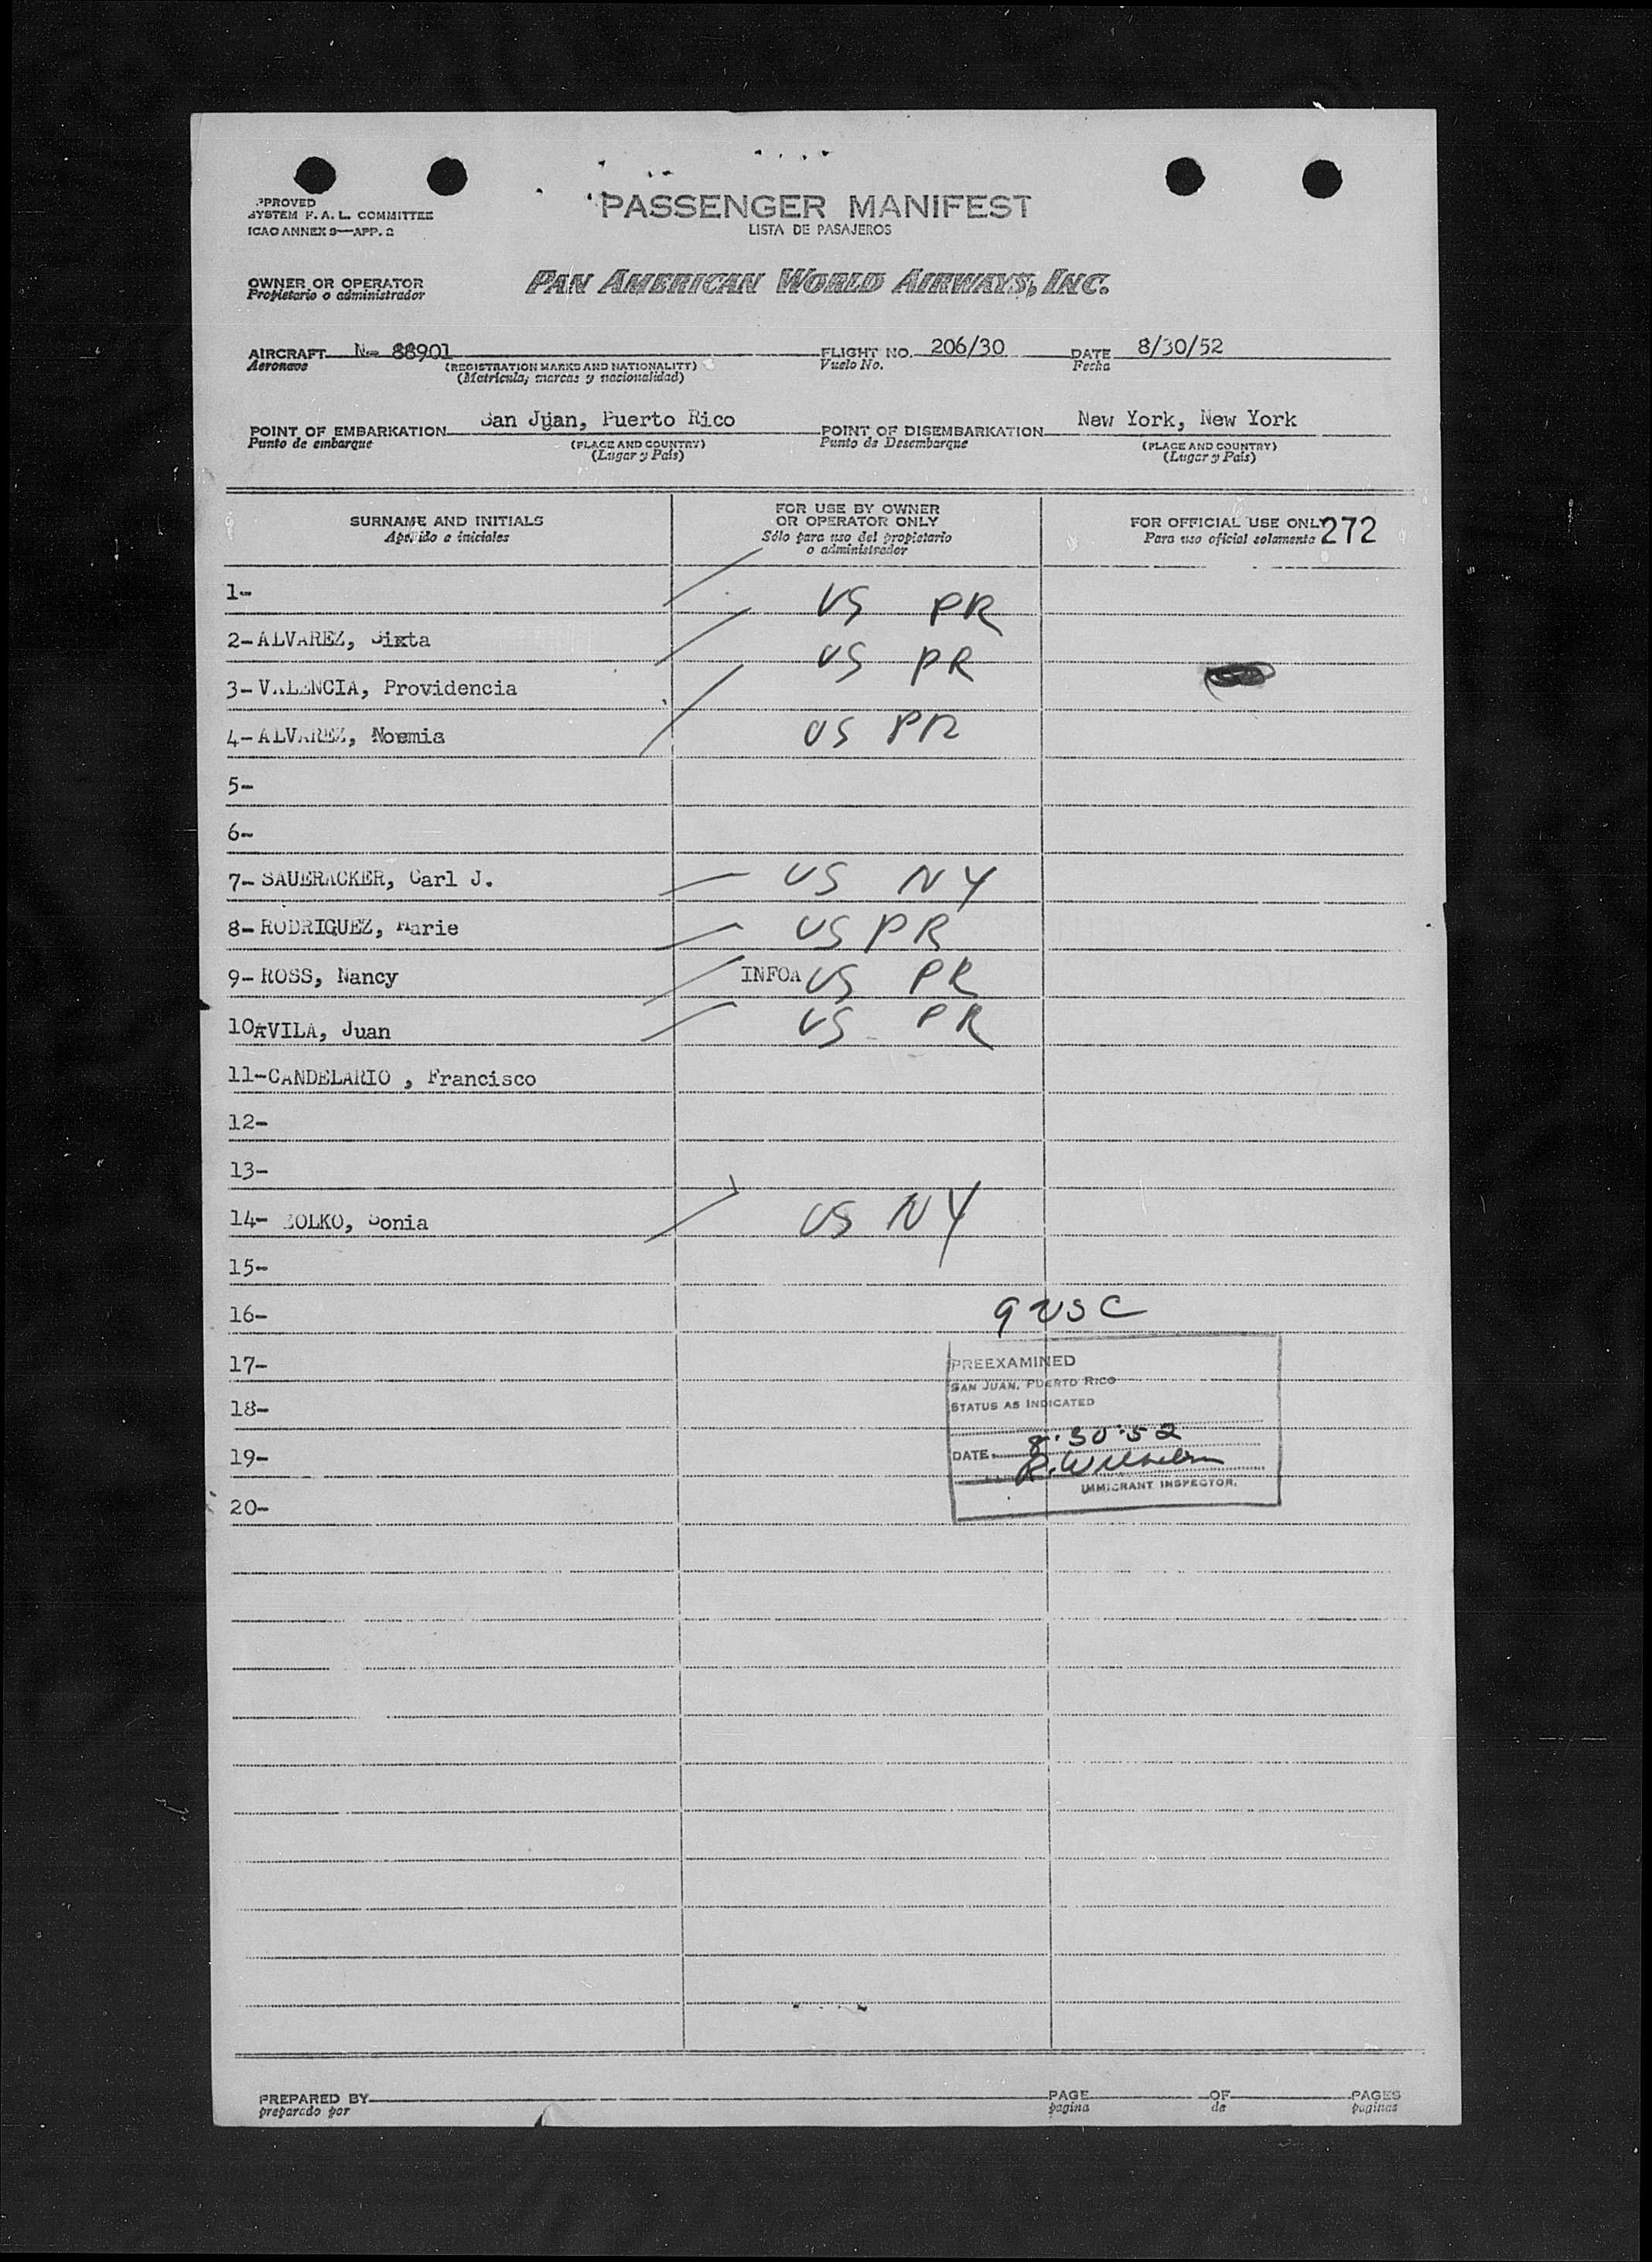 APPROVED
SYSTEM F. A. L. COMMITTEE
ICAO ANNEX 9—APP. 2
PASSENGER MANIFEST
LISTA DE PASAJEROS
OWNER OR OPERATOR
Propietario o administrador
PAN AMERICAN WORLD AIRWAYS, INC.
AIRCRAFT N- 88901 FLIGHT NO. 206/30 DATE 8/30/52
Aeronave (REGISTRATION MARKS AND NATIONALITY) Vuelo No. Fecha
(Matricula, marcas y nacionalidad)
POINT OF EMBARKATION San Juan, Puerto Rico POINT OF DISEMBARKATION New York, New York
Punto de embarque (PLACE AND COUNTRY) Punto de Desembarque (PLACE AND COUNTRY)
(Lugar y País) (Lugar y País)
SURNAME AND INITIALS
Apellido e iniciales
FOR USE BY OWNER
OR OPERATOR ONLY
Sólo para uso del propietario
o administrador
FOR OFFICIAL USE ONLY 272
Para uso oficial solamente
1- US PR
2- ALVAREZ, Sixta US PR
3- VALENCIA, Providencia
4- ALVAREZ, Noemia US PR
5-
6-
7- SAUERACKER, Carl J. US NY
8- RODRIGUEZ, Marie US PR
9- ROSS, Nancy INFOA US PR
10 AVILA, Juan US PR
11-CANDELARIO , Francisco
12-
13-
14- OLKO, Sonia US NY
15-
16- 9 USC
17-
18-
19-
20-
PREEXAMINED
SAN JUAN, PUERTO RICO
STATUS AS INDICATED
DATE 8.30.52
R. Wilhelm
IMMIGRANT INSPECTOR.
PREPARED BY PAGE OF PAGES
preparado por pagina de paginas